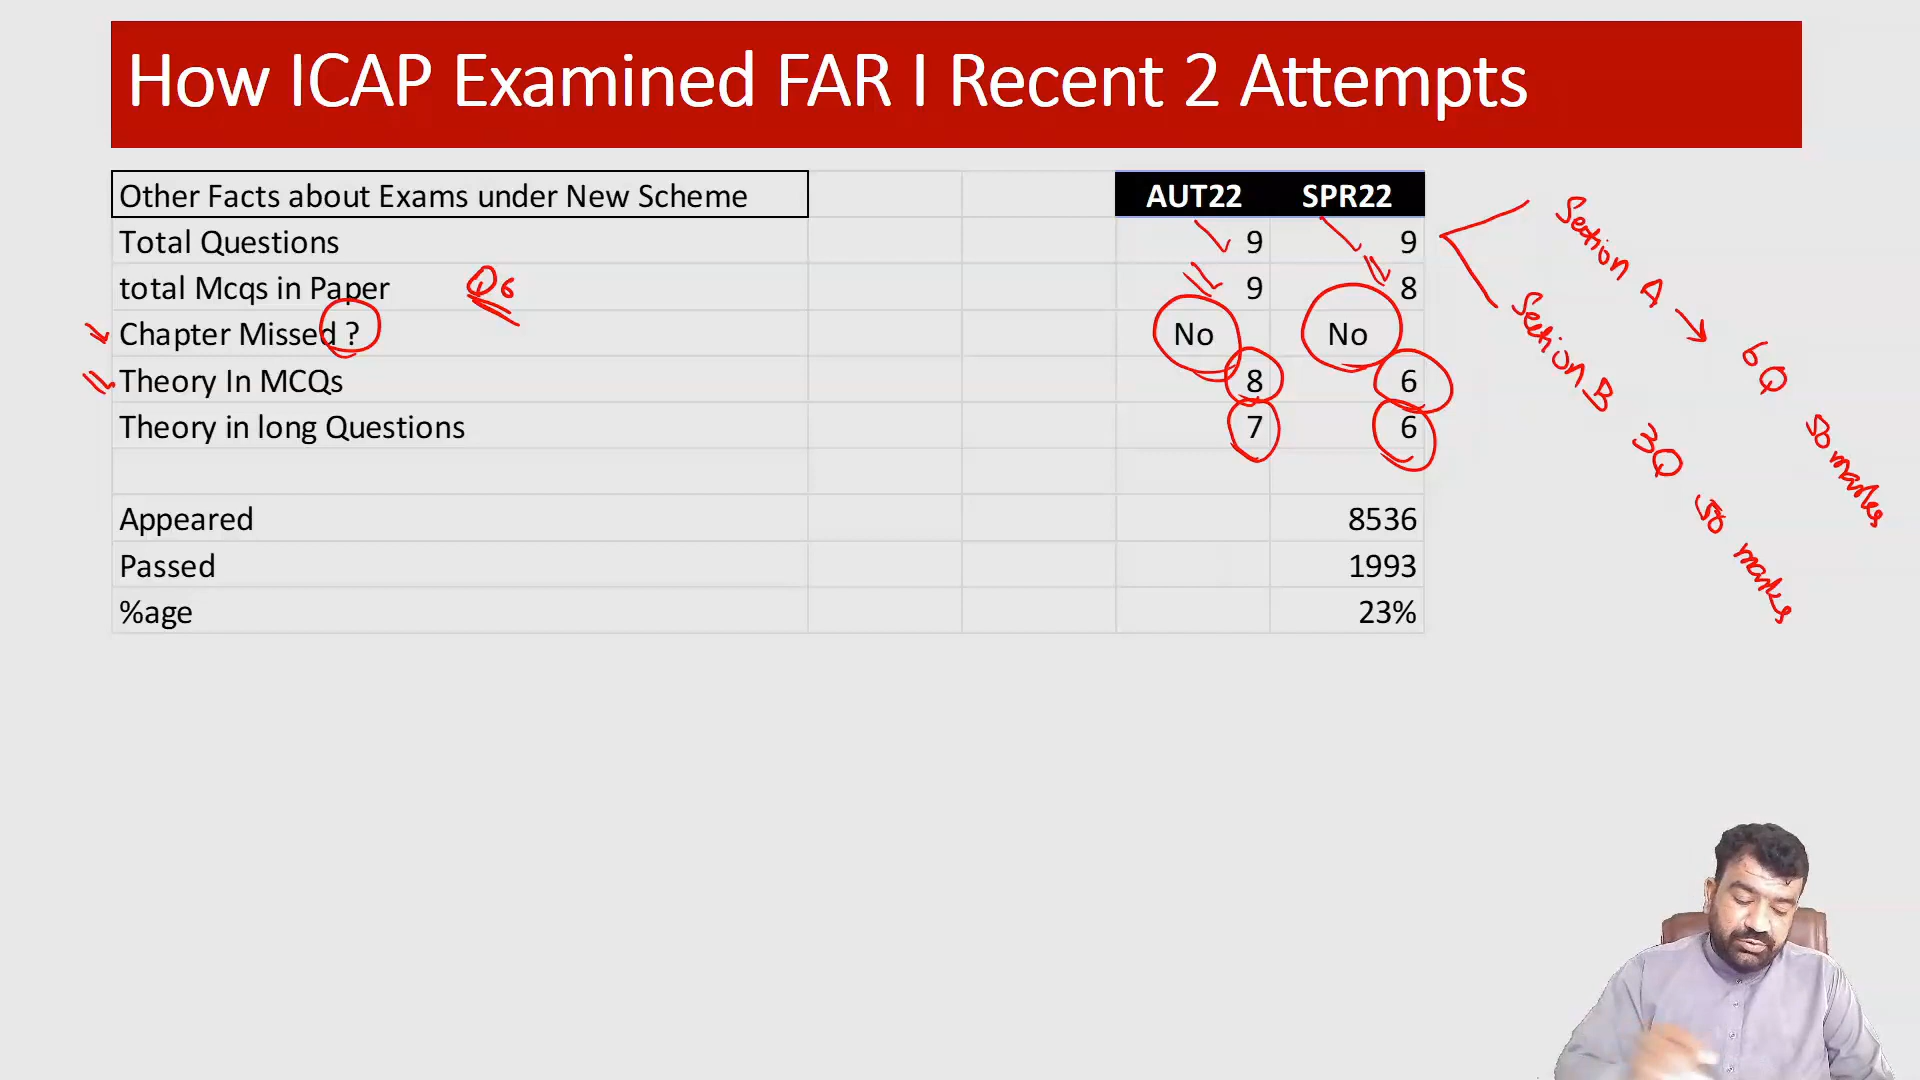 How ICAP Examined FAR I Recent 2 Attempts
Other Facts about Exams under New Scheme AUT22 SPR22
Total Questions 9 9
total Mcqs in Paper Q6 9 8
Chapter Missed ? No No
Theory In MCQs 8 6
Theory in long Questions 7 6
Appeared 8536
Passed 1993
%age 23%
Section A → 6Q 50 marks
Section B 3Q 50 marks